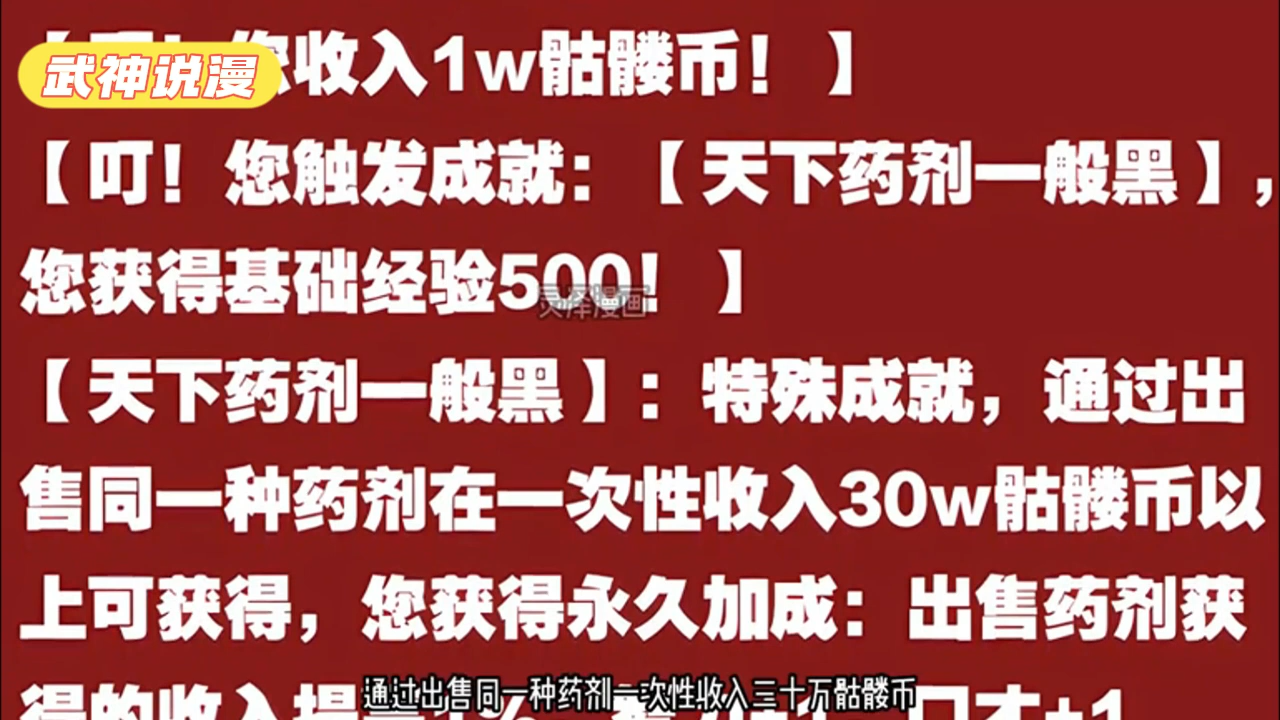 武神说漫
收入1w骷髅币！】
【叮！您触发成就：【天下药剂一般黑】，
您获得基础经验500！】
灵泽漫画
【天下药剂一般黑】：特殊成就，通过出
售同一种药剂在一次性收入30w骷髅币以
上可获得，您获得永久加成：出售药剂获
通过出售同一种药剂一次性收入三十万骷髅币